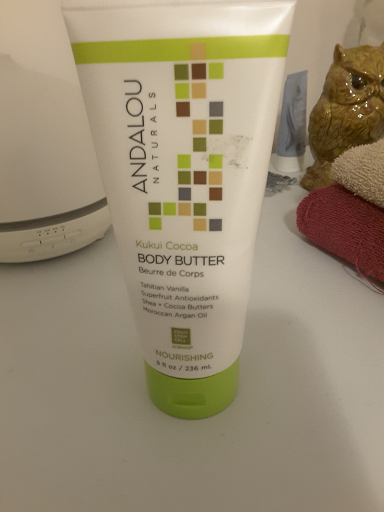 ANDALOU
NATURALS
Kukui Cocoa
BODY BUTTER
Beurre de Corps
Tahitian Vanilla
Superfruit Antioxidants
Shea + Cocoa Butters
Moroccan Argan Oil
NOURISHING
8 fl oz / 236 mL